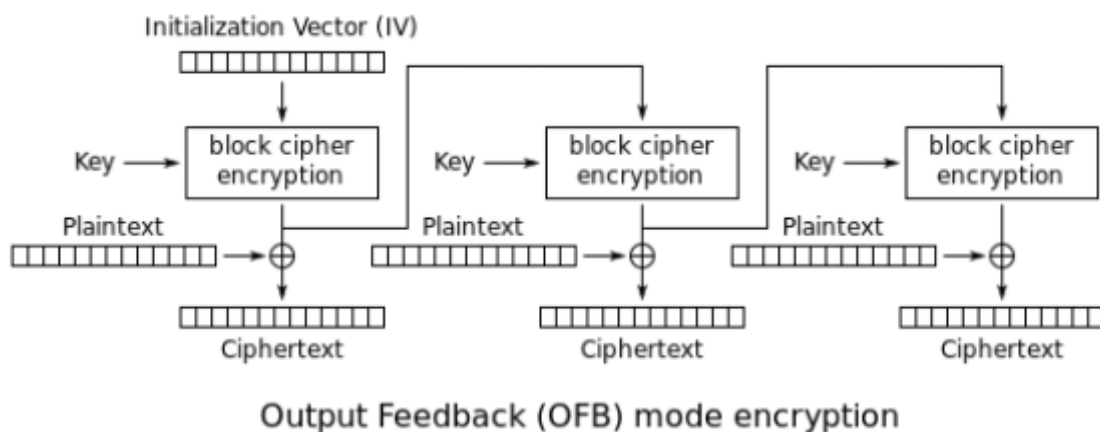 Initialization Vector (IV)
Key
block cipher
encryption
Key
block cipher
encryption
Key
block cipher
encryption
Plaintext
Plaintext
Plaintext
Ciphertext
Ciphertext
Ciphertext
Output Feedback (OFB) mode encryption